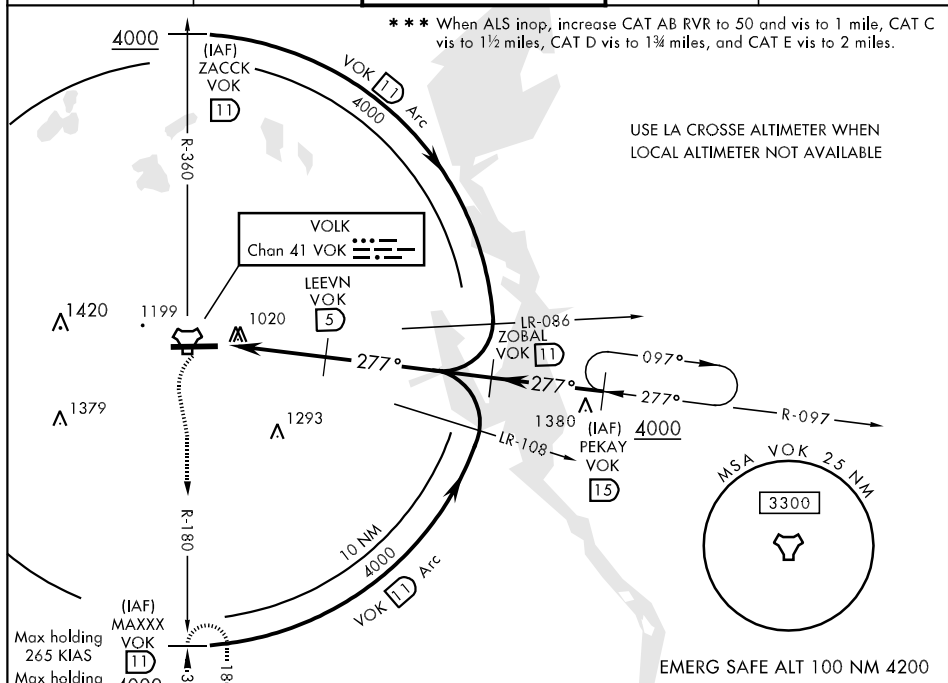 *** When ALS inop, increase CAT AB RVR to 50 and vis to 1 mile, CAT C
vis to 1½ miles, CAT D vis to 1¾ miles, and CAT E vis to 2 miles.
4000
(IAF)
ZACCK
VOK
11
VOK 11 Arc
4000
R-360
USE LA CROSSE ALTIMETER WHEN
LOCAL ALTIMETER NOT AVAILABLE
VOLK
Chan 41 VOK
LEEVN
VOK
5
1420
1199
1020
LR-086
ZOBAL
VOK 11
277°
277°
097°
277°
R-097
1379
1293
1380
(IAF)
PEKAY
VOK
15
4000
LR-108
MSA VOK 25 NM
3300
R-180
10 NM
4000
VOK 11 Arc
(IAF)
MAXXX
VOK
11
4000
Max holding
265 KIAS
Max holding
EMERG SAFE ALT 100 NM 4200